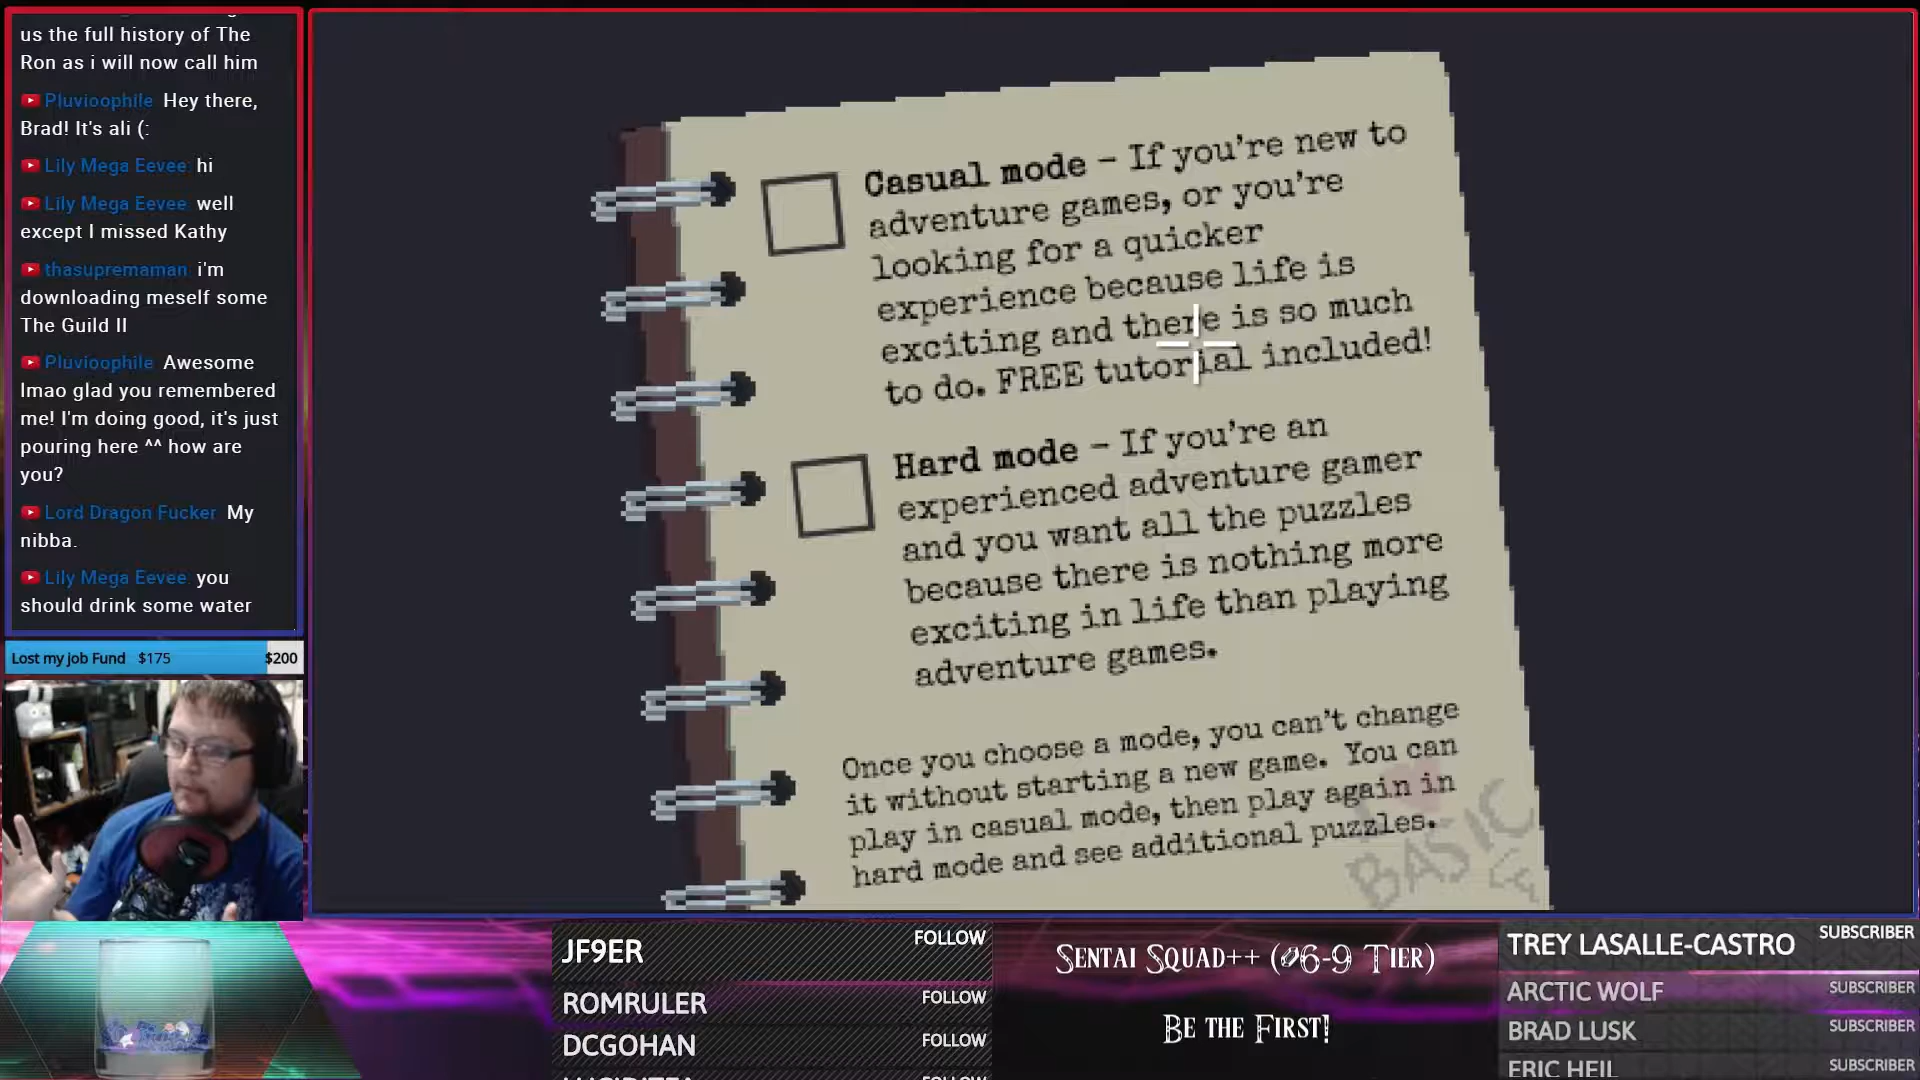 us the full history of The
Ron as i will now call him
Pluvioophile Hey there,
Brad! It's ali (:
Lily Mega Eevee hi
Lily Mega Eevee well
except I missed Kathy
thasupremaman i'm
downloading meself some
The Guild II
Pluvioophile Awesome
lmao glad you remembered
me! I'm doing good, it's just
pouring here ^^ how are
you?
Lord Dragon Fucker My
nibba.
Lily Mega Eevee you
should drink some water
Lost my job Fund $175 $200
Casual mode – If you're new to
adventure games, or you're
looking for a quicker
experience because life is
exciting and there is so much
to do. FREE tutorial included!
Hard mode – If you're an
experienced adventure gamer
and you want all the puzzles
because there is nothing more
exciting in life than playing
adventure games.
Once you choose a mode, you can't change
it without starting a new game. You can
play in casual mode, then play again in
hard mode and see additional puzzles.
BASIC
JF9ER FOLLOW
ROMRULER FOLLOW
DCGOHAN FOLLOW
FOLLOW
Sentai Squad++ (06-9 Tier)
Be the First!
TREY LASALLE-CASTRO SUBSCRIBER
ARCTIC WOLF SUBSCRIBER
BRAD LUSK SUBSCRIBER
ERIC HEIL SUBSCRIBER